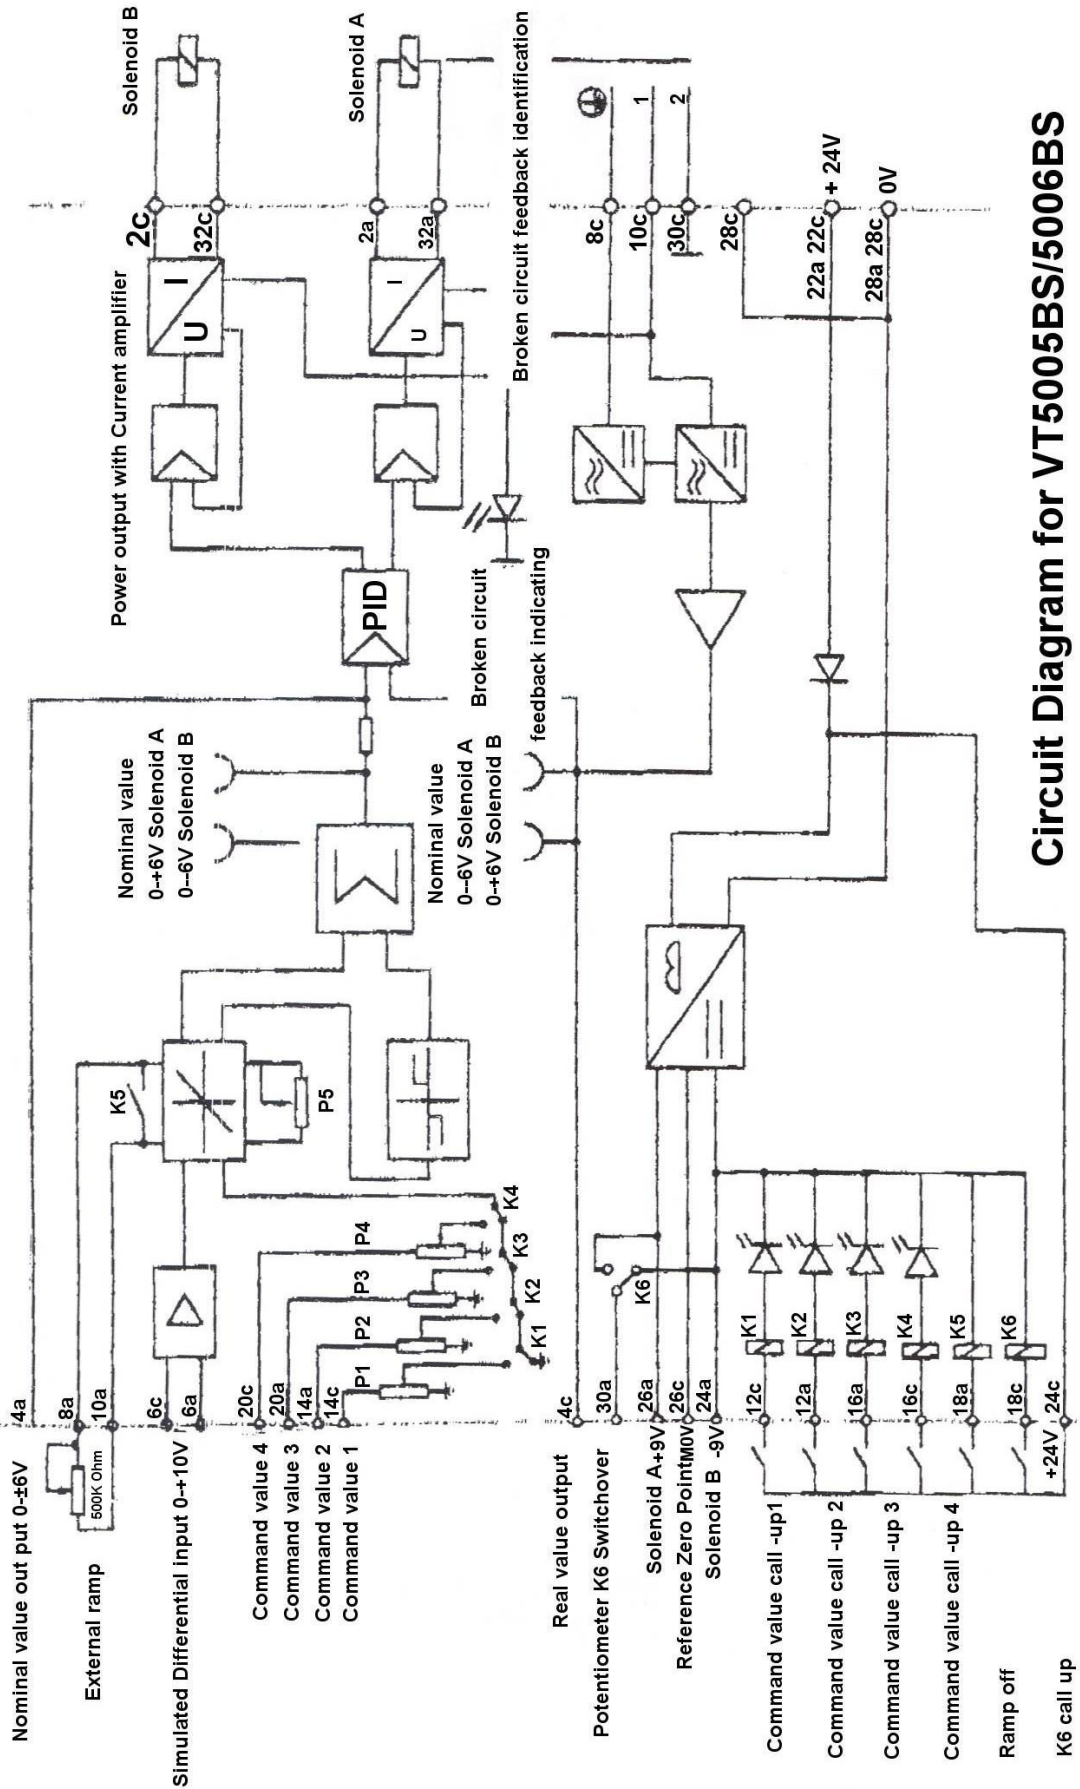 Nominal value out put 0-±6V
External ramp
Simulated Differential input 0-+10V
Command value 4
Command value 3
Command value 2
Command value 1
Real value output
Potentiometer K6 Switchover
Solenoid A+9V
Reference Zero PointM0V
Solenoid B -9V
Command value call -up1
Command value call -up 2
Command value call -up 3
Command value call -up 4
Ramp off
K6 call up
500K Ohm
4a
8a
10a
6c
6a
20c
20a
14a
14c
4c
30a
26a
26c
24a
12c
12a
16a
16c
18a
18c
24c
+24V
P1
P2
P3
P4
K1
K2
K3
K4
K6
K1
K2
K3
K4
K5
K6
K5
P5
Nominal value
0-+6V Solenoid A
0--6V Solenoid B
Nominal value
0--6V Solenoid A
0-+6V Solenoid B
PID
Broken circuit
feedback indicating
Power output with Current amplifier
U
I
U
I
Broken circuit feedback identification
2c
32c
2a
32a
8c
10c
30c
28c
22a 22c
28a 28c
1
2
+ 24V
0V
Solenoid B
Solenoid A
Circuit Diagram for VT5005BS/5006BS